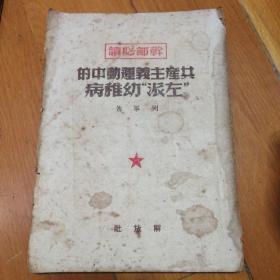 幹部必讀
共產主義運動中的
“左派”幼稚病
列寧著
解放社